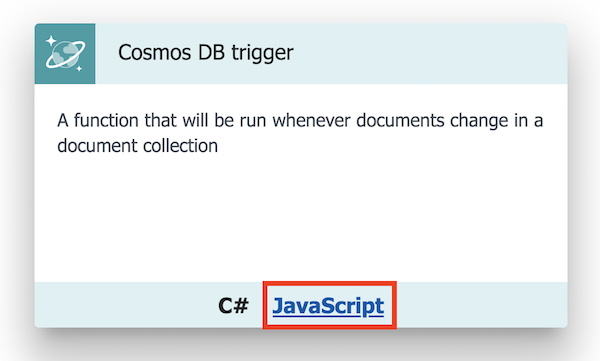 Cosmos DB trigger
A function that will be run whenever documents change in a
document collection
C# JavaScript